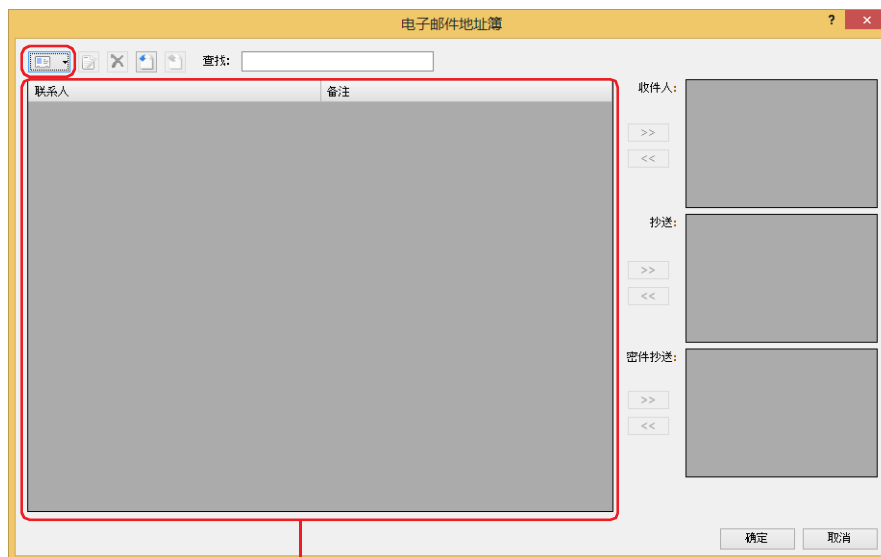 电子邮件地址簿
? ×
查找:
联系人 备注
收件人:
>>
<<
抄送:
>>
<<
密件抄送:
>>
<<
确定 取消